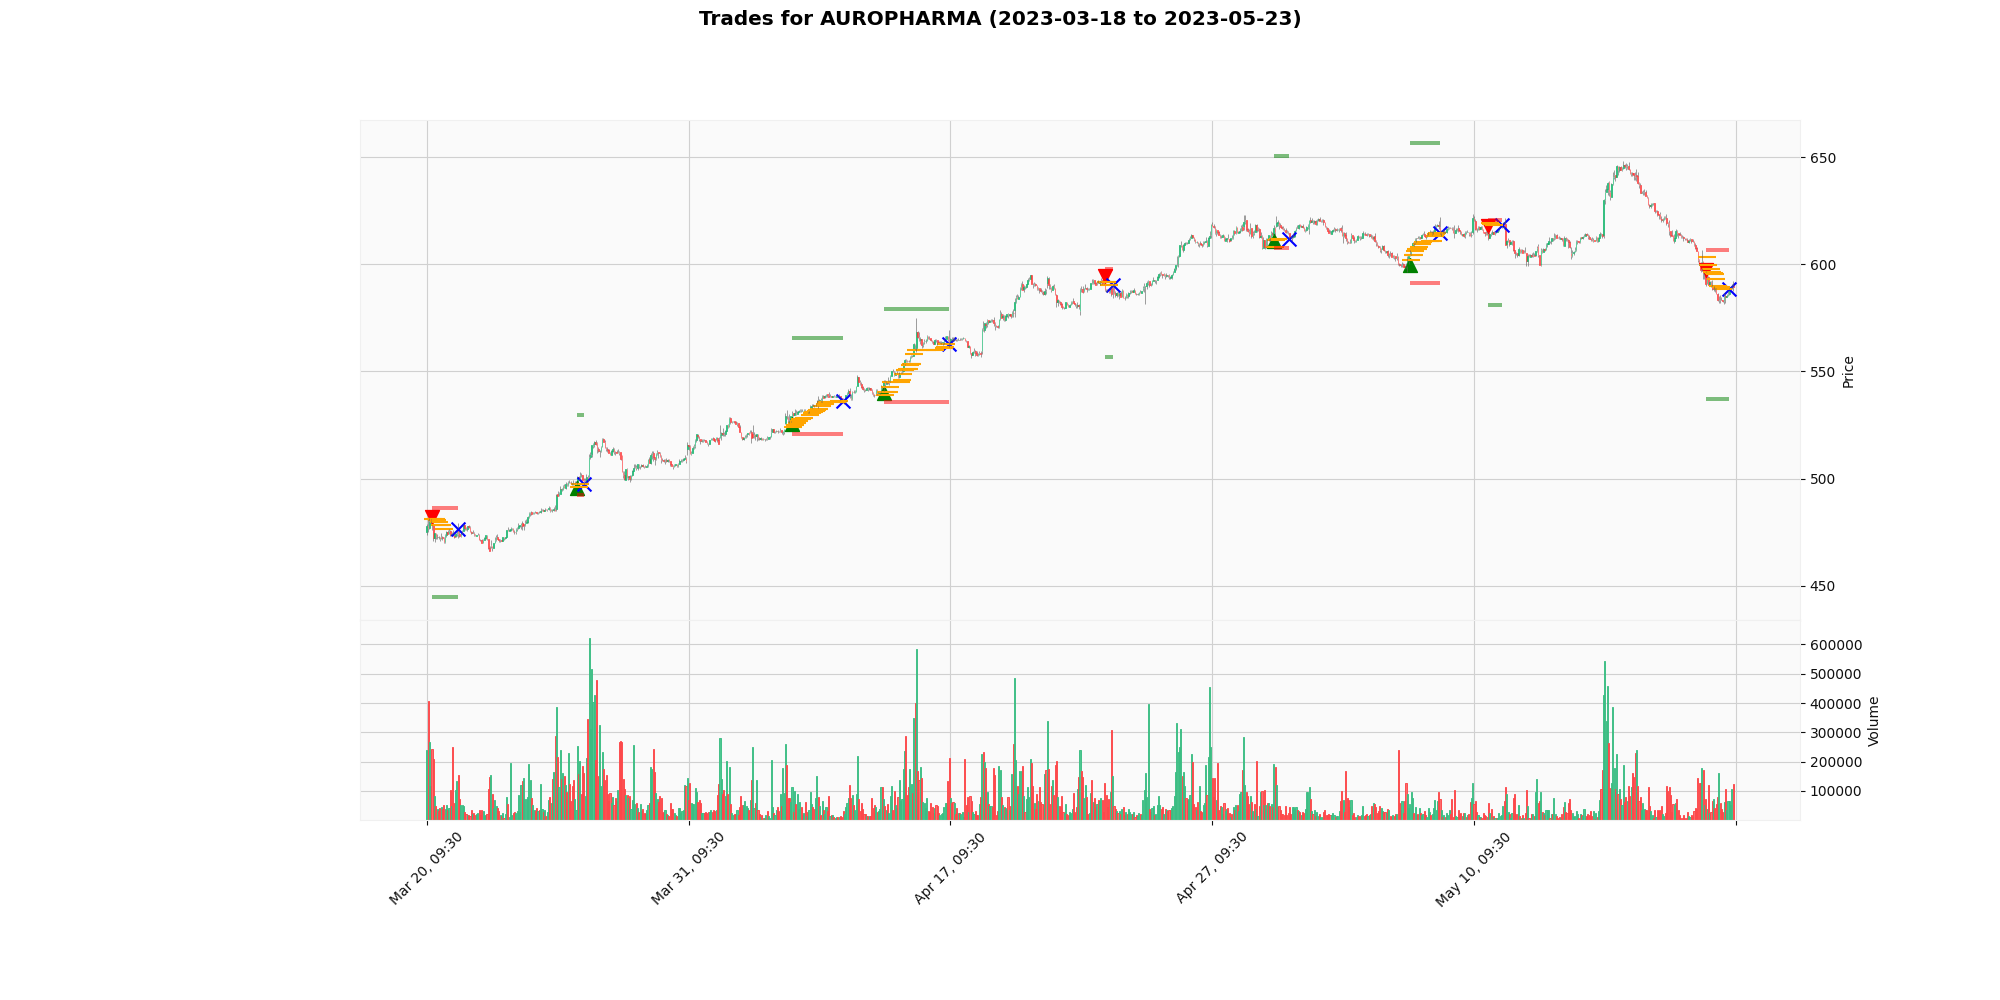 Trades for AUROPHARMA (2023-03-18 to 2023-05-23)
650
600
550
500
450
Price
600000
500000
400000
300000
200000
100000
Volume
Mar 20, 09:30
Mar 31, 09:30
Apr 17, 09:30
Apr 27, 09:30
May 10, 09:30